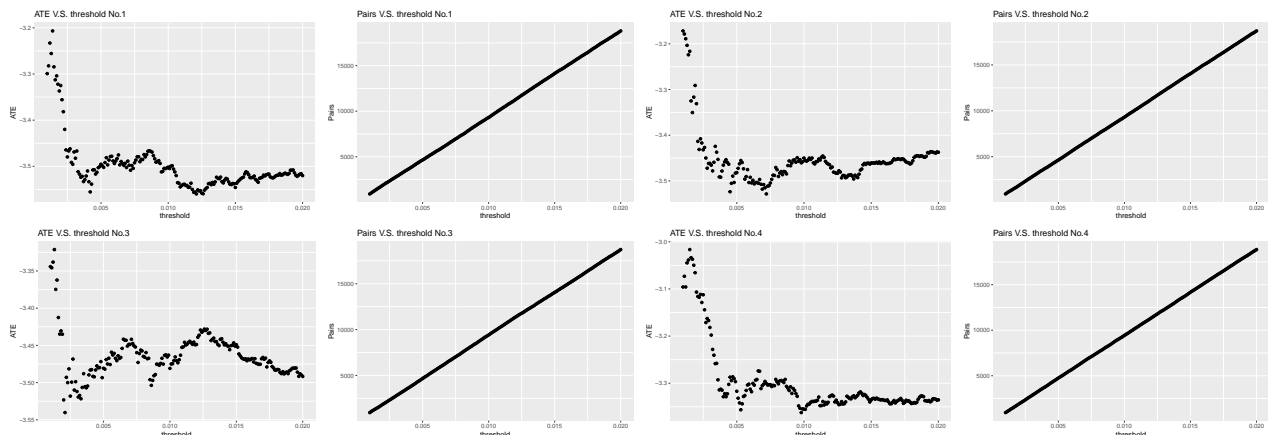 ATE V.S. threshold No.1
−3.2
−3.3
−3.4
−3.5
ATE
0.005
0.010
0.015
0.020
threshold
Pairs V.S. threshold No.1
15000
10000
5000
Pairs
0.005
0.010
0.015
0.020
threshold
ATE V.S. threshold No.2
−3.2
−3.3
−3.4
−3.5
ATE
0.005
0.010
0.015
0.020
threshold
Pairs V.S. threshold No.2
15000
10000
5000
Pairs
0.005
0.010
0.015
0.020
threshold
ATE V.S. threshold No.3
−3.35
−3.40
−3.45
−3.50
−3.55
ATE
0.005
0.010
0.015
0.020
threshold
Pairs V.S. threshold No.3
15000
10000
5000
Pairs
0.005
0.010
0.015
0.020
threshold
ATE V.S. threshold No.4
−3.0
−3.1
−3.2
−3.3
ATE
0.005
0.010
0.015
0.020
threshold
Pairs V.S. threshold No.4
15000
10000
5000
Pairs
0.005
0.010
0.015
0.020
threshold